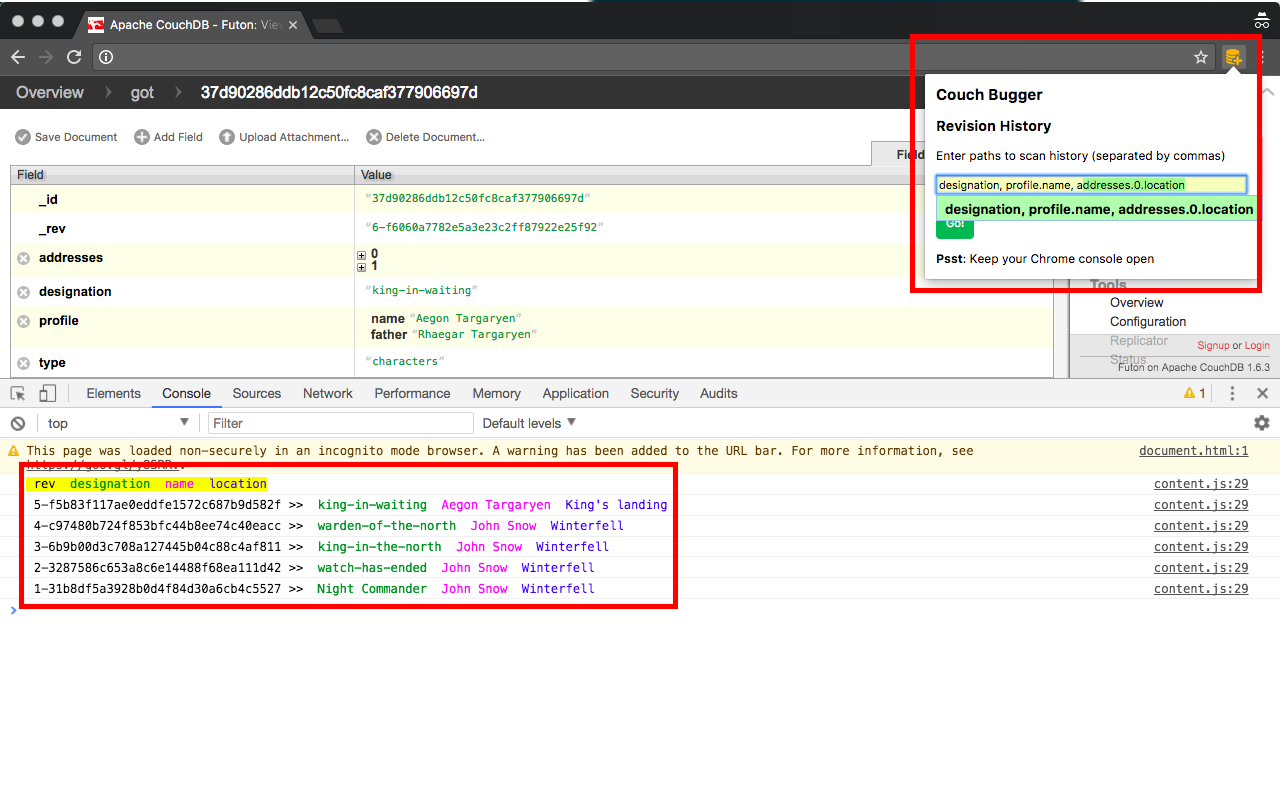 Apache CouchDB - Futon: Vie
Overview got 37d90286ddb12c50fc8caf377906697d
Save Document Add Field Upload Attachment... Delete Document...
Field
Field Value
_id "37d90286ddb12c50fc8caf377906697d"
_rev "6-f6060a7782e5a3e23c2ff87922e25f92"
addresses 0
1
designation "king-in-waiting"
profile name "Aegon Targaryen"
father "Rhaegar Targaryen"
type "characters"
Couch Bugger
Revision History
Enter paths to scan history (separated by commas)
designation, profile.name, addresses.0.location
designation, profile.name, addresses.0.location
Go!
Psst: Keep your Chrome console open
Tools
Overview
Configuration
Replicator
Status
Signup or Login
Futon on Apache CouchDB 1.6.3
Elements Console Sources Network Performance Memory Application Security Audits 1
top Filter Default levels
This page was loaded non-securely in an incognito mode browser. A warning has been added to the URL bar. For more information, see document.html:1
rev designation name location content.js:29
5-f5b83f117ae0eddfe1572c687b9d582f >> king-in-waiting Aegon Targaryen King's landing content.js:29
4-c97480b724f853bfc44b8ee74c40eacc >> warden-of-the-north John Snow Winterfell content.js:29
3-6b9b00d3c708a127445b04c88c4af811 >> king-in-the-north John Snow Winterfell content.js:29
2-3287586c653a8c6e14488f68ea111d42 >> watch-has-ended John Snow Winterfell content.js:29
1-31b8df5a3928b0d4f84d30a6cb4c5527 >> Night Commander John Snow Winterfell content.js:29